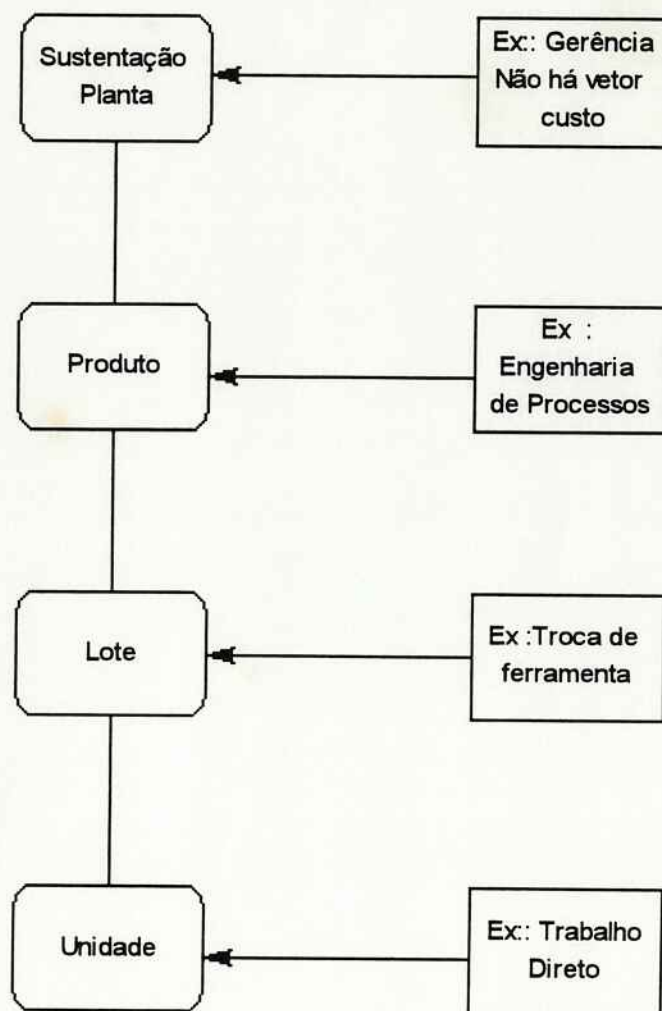 Sustentação
Planta
Ex:: Gerência
Não há vetor
custo
Produto
Ex :
Engenharia
de Processos
Lote
Ex :Troca de
ferramenta
Unidade
Ex:: Trabalho
Direto